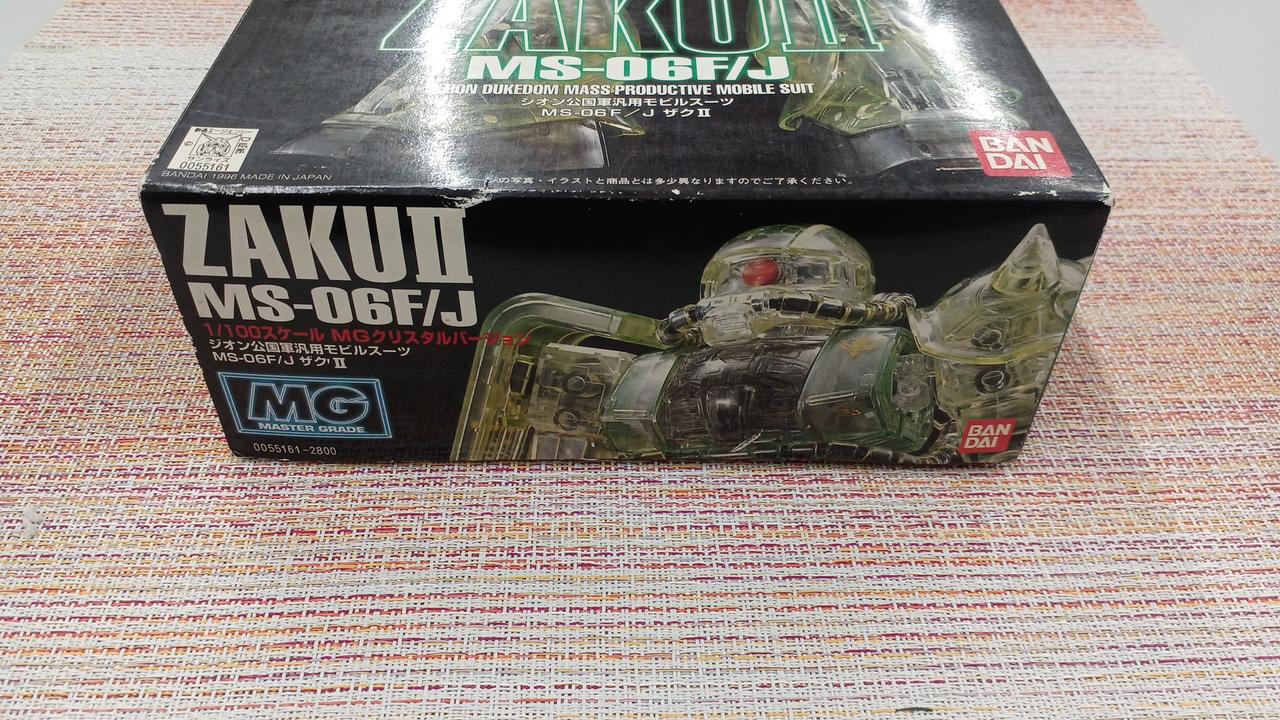 ZAKUII
MS-06F/J
ON DUKEDOM MASS PRODUCTIVE MOBILE SUIT
ジオン公国軍汎用モビルスーツ
MS-06F/J ザクII
0055161
BANDAI 1996 MADE IN JAPAN
の写真・イラストと商品とは多少異なりますのでご了承ください。
BAN
DAI
ZAKUII
MS-06F/J
1/100スケール MGクリスタルバージョン
ジオン公国軍汎用モビルスーツ
MS-06F/J ザクII
MG
MASTER GRADE
0055161-2800
BAN
DAI